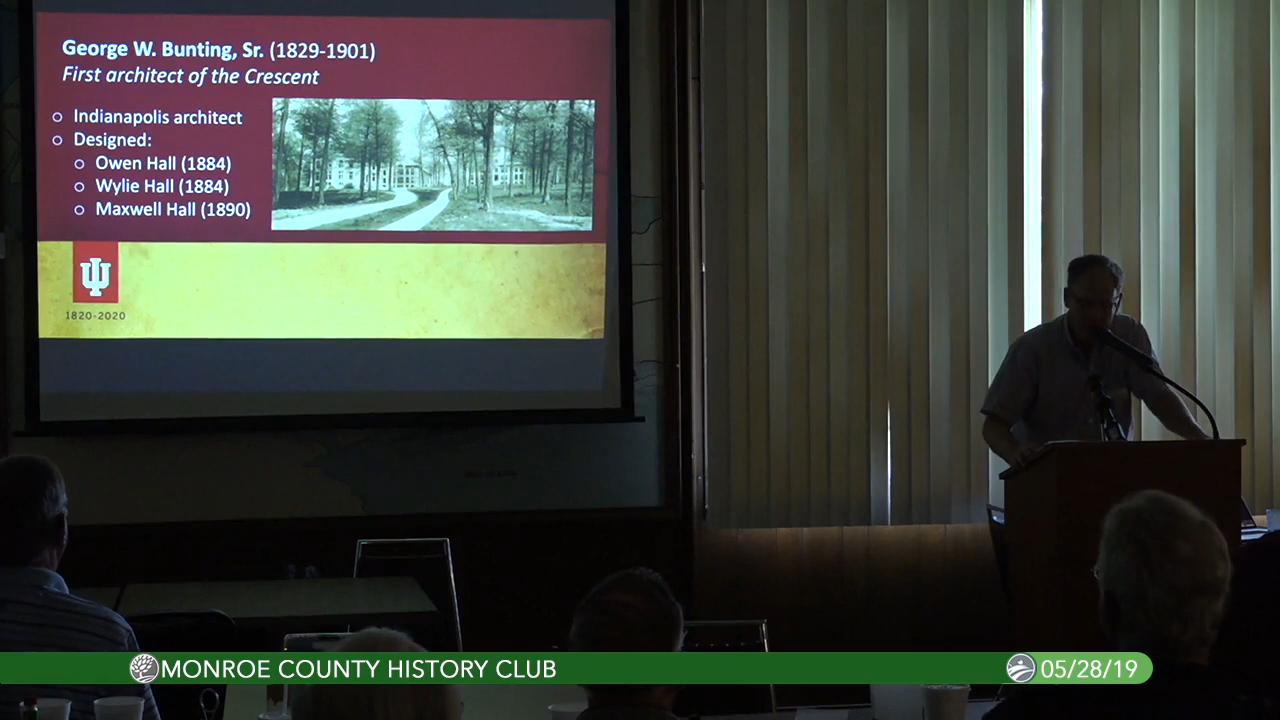 George W. Bunting, Sr. (1829-1901)
First architect of the Crescent
Indianapolis architect
Designed:
Owen Hall (1884)
Wylie Hall (1884)
Maxwell Hall (1890)
1820-2020
MONROE COUNTY HISTORY CLUB
05/28/19